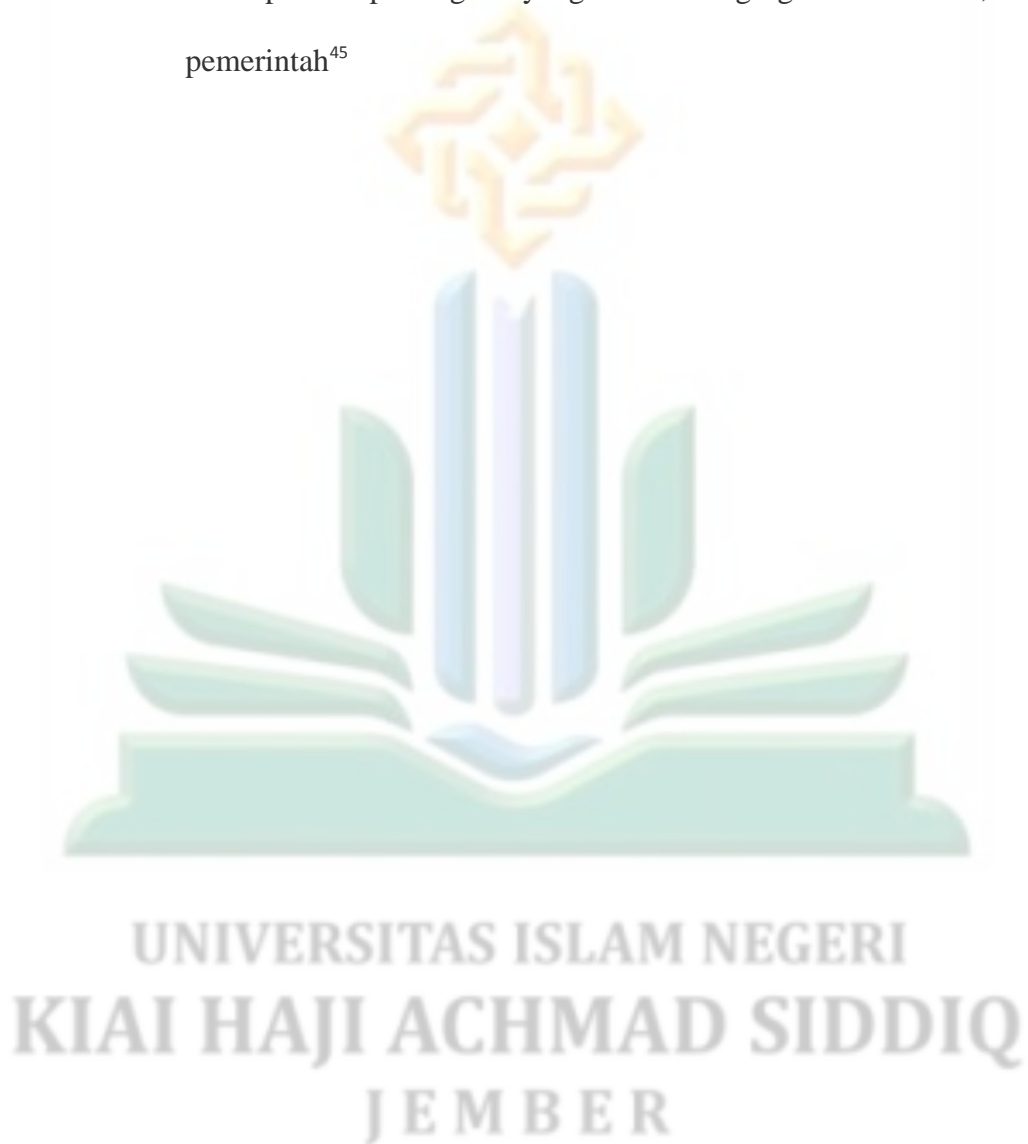 pemerintah⁴⁵
UNIVERSITAS ISLAM NEGERI
KIAI HAJI ACHMAD SIDDIQ
JEMBER